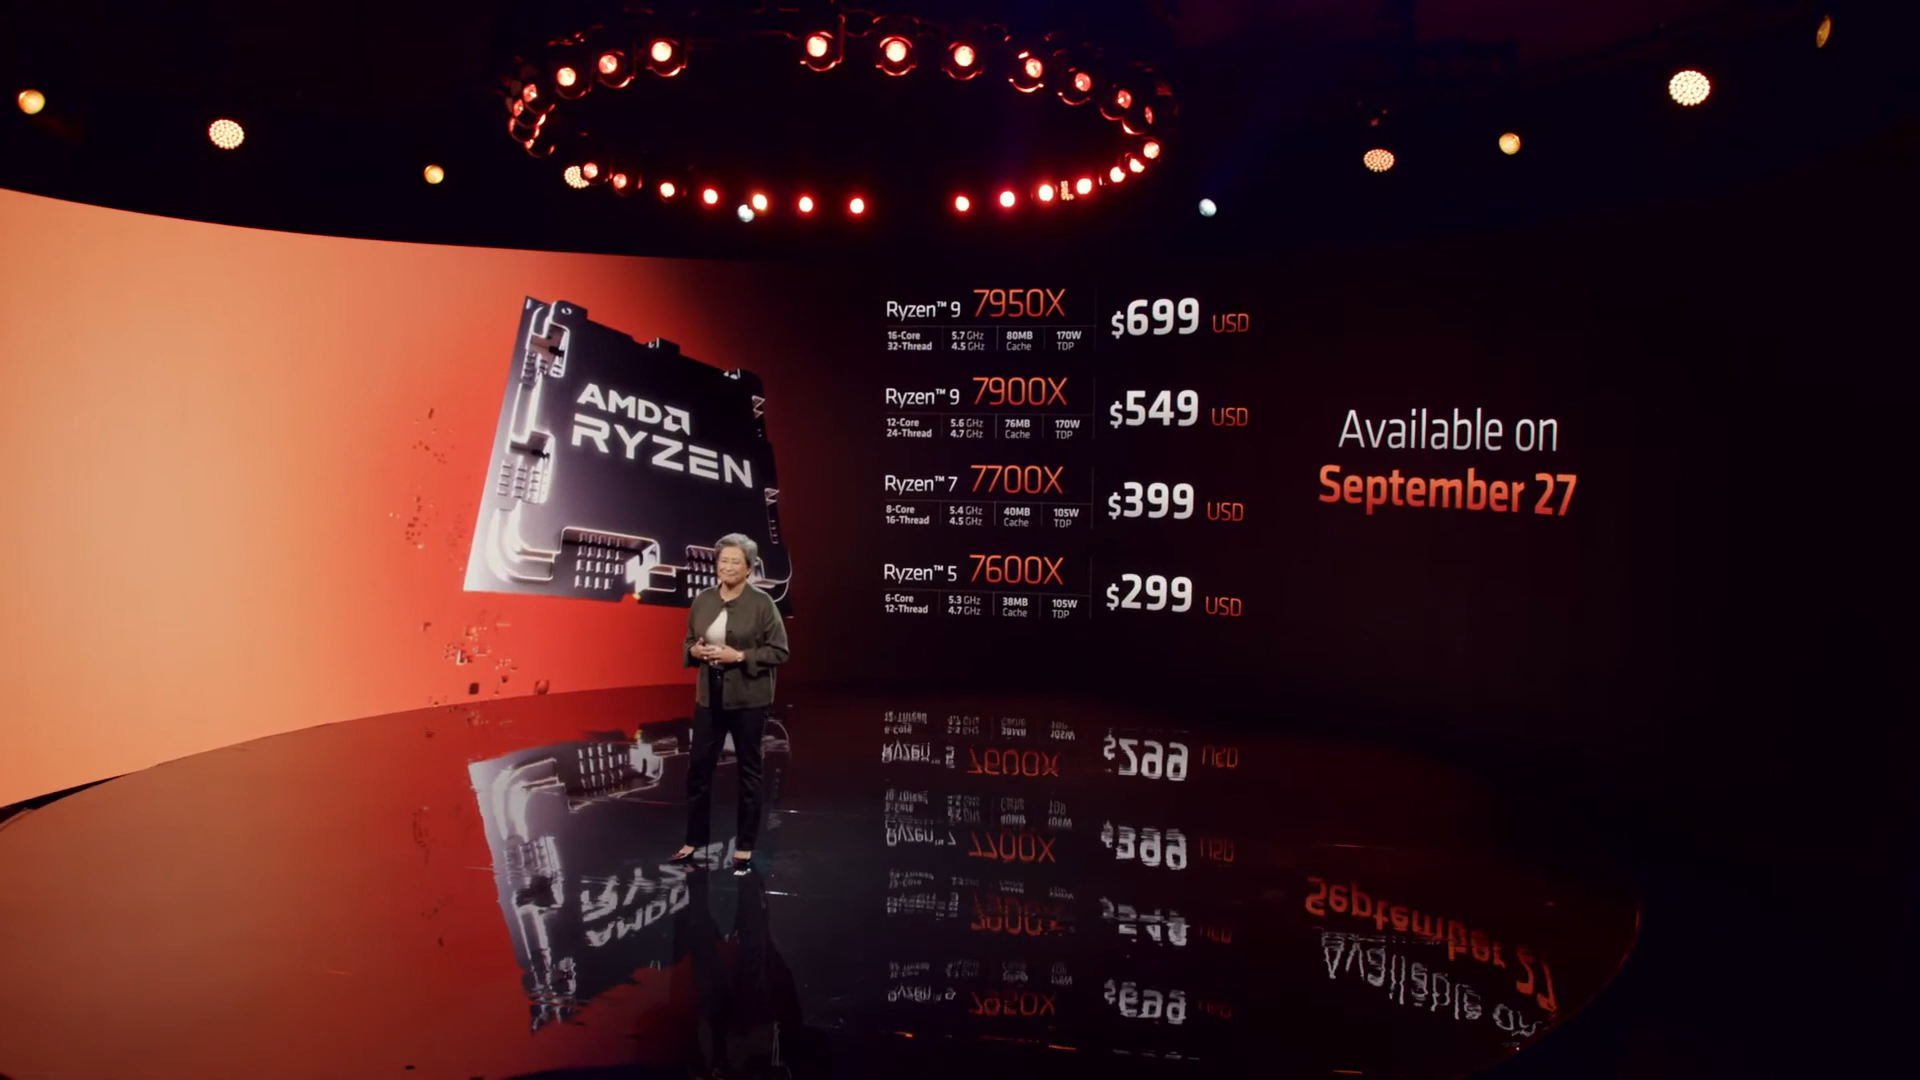 AMD
RYZEN
Ryzen™ 9 7950X
16-Core 5.7 GHz 80MB 170W
32-Thread 4.5 GHz Cache TDP
$699 USD
Ryzen™ 9 7900X
12-Core 5.6 GHz 76MB 170W
24-Thread 4.7 GHz Cache TDP
$549 USD
Ryzen™ 7 7700X
8-Core 5.4 GHz 40MB 105W
16-Thread 4.5 GHz Cache TDP
$399 USD
Ryzen™ 5 7600X
6-Core 5.3 GHz 38MB 105W
12-Thread 4.7 GHz Cache TDP
$299 USD
Available on
September 27